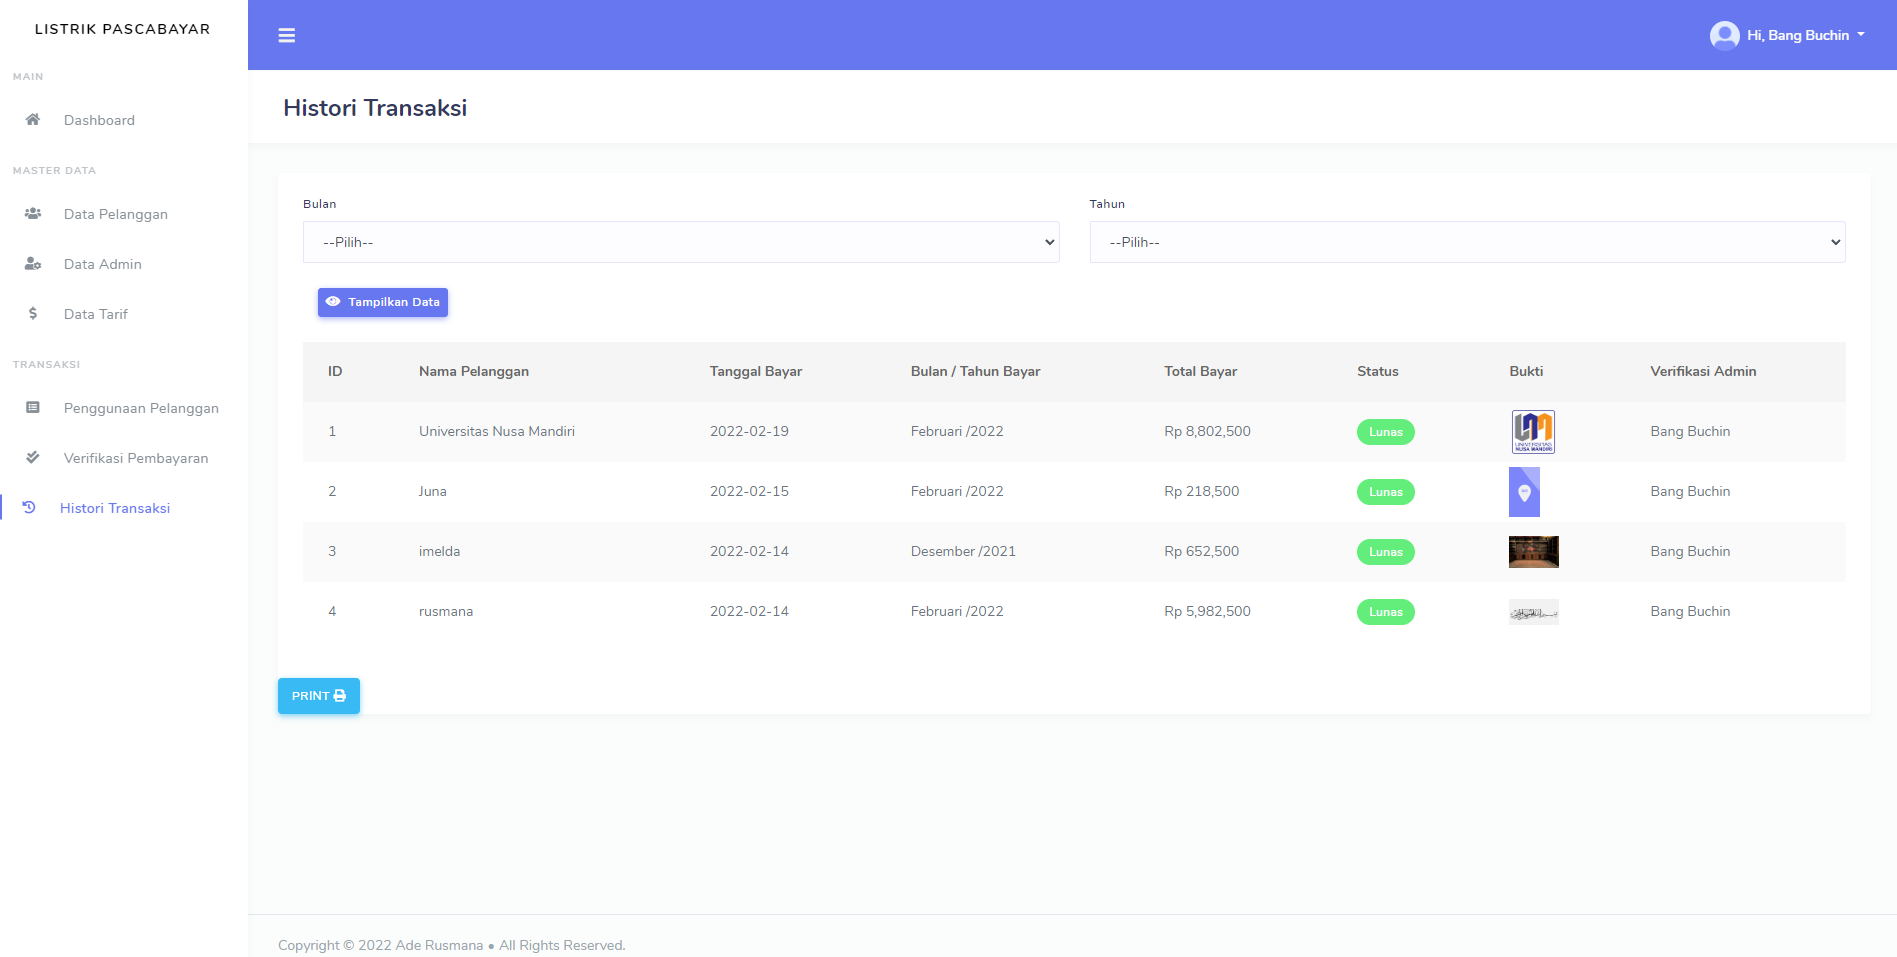 LISTRIK PASCABAYAR
Hi, Bang Buchin
MAIN
Dashboard
MASTER DATA
Data Pelanggan
Data Admin
Data Tarif
TRANSAKSI
Penggunaan Pelanggan
Verifikasi Pembayaran
Histori Transaksi
Histori Transaksi
Bulan Tahun
--Pilih-- --Pilih--
Tampilkan Data
ID Nama Pelanggan Tanggal Bayar Bulan / Tahun Bayar Total Bayar Status Bukti Verifikasi Admin
1 Universitas Nusa Mandiri 2022-02-19 Februari /2022 Rp 8,802,500 Lunas UNIVERSITAS NUSA MANDIRI Bang Buchin
2 Juna 2022-02-15 Februari /2022 Rp 218,500 Lunas Bang Buchin
3 imelda 2022-02-14 Desember /2021 Rp 652,500 Lunas Bang Buchin
4 rusmana 2022-02-14 Februari /2022 Rp 5,982,500 Lunas Bang Buchin
PRINT
Copyright © 2022 Ade Rusmana • All Rights Reserved.